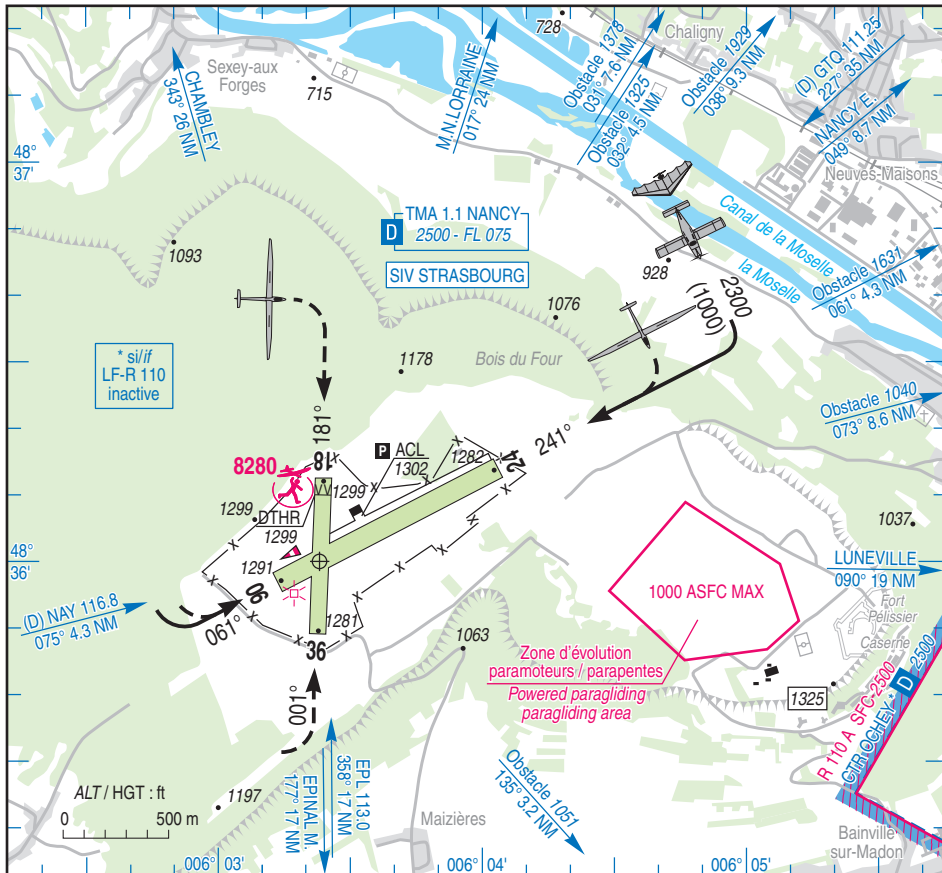 728
Chaligny
Sexey-aux
Forges
715
CHAMBLEY
343° 26 NM
M.N.LORRAINE
017° 24 NM
Obstacle 1378
031° 7.6 NM
Obstacle 1325
032° 4.5 NM
Obstacle 1929
038° 9.3 NM
(D) GTQ 111.25
227° 35 NM
NANCY E.
049° 8.7 NM
Neuves-Maisons
48°
37'
TMA 1.1 NANCY
D
2500 - FL 075
SIV STRASBOURG
1093
928
Canal de la Moselle
la Moselle
2300
(1000)
Obstacle 1631
061° 4.3 NM
1076
1178
Bois du Four
* si/if
LF-R 110
inactive
Obstacle 1040
073° 8.6 NM
181°
18
241°
24
P
ACL
1302
1282
8280
1299
1299
DTHR
1299
1037
48°
36'
1291
06
061°
1281
36
001°
(D) NAY 116.8
075° 4.3 NM
1063
1000 ASFC MAX
LUNEVILLE
090° 19 NM
Fort
Pélissier
Caserne
Zone d'évolution
paramoteurs / parapentes
Powered paragliding
paragliding area
1325
R 110 A SFC-2500
CTR OCHEY * D 2500
EPL 113.0
358° 17 NM
EPINAL M.
177° 17 NM
Obstacle 1051
135° 3.2 NM
1197
ALT / HGT : ft
0
500 m
Maizières
Bainville
sur-Madon
006° 03'
006° 04'
006° 05'